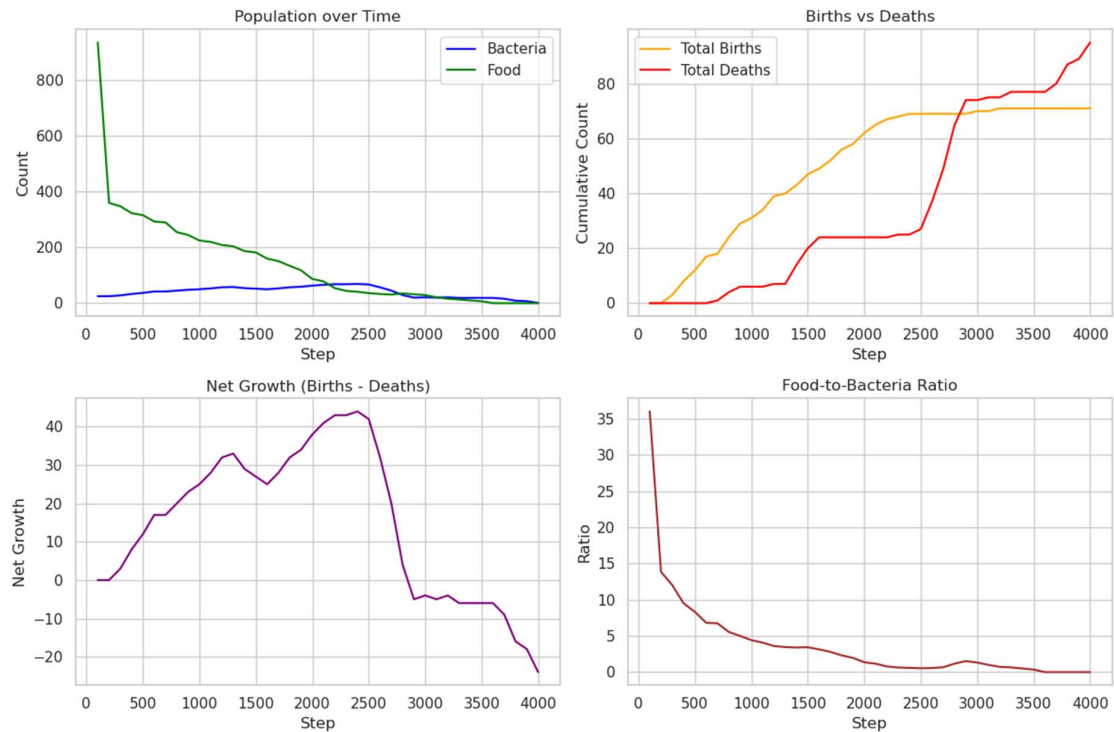 Population over Time
Bacteria
Food
800
600
400
200
0
Count
0 500 1000 1500 2000 2500 3000 3500 4000
Step
Births vs Deaths
Total Births
Total Deaths
80
60
40
20
0
Cumulative Count
0 500 1000 1500 2000 2500 3000 3500 4000
Step
Net Growth (Births - Deaths)
40
30
20
10
0
−10
−20
Net Growth
0 500 1000 1500 2000 2500 3000 3500 4000
Step
Food-to-Bacteria Ratio
35
30
25
20
15
10
5
0
Ratio
0 500 1000 1500 2000 2500 3000 3500 4000
Step